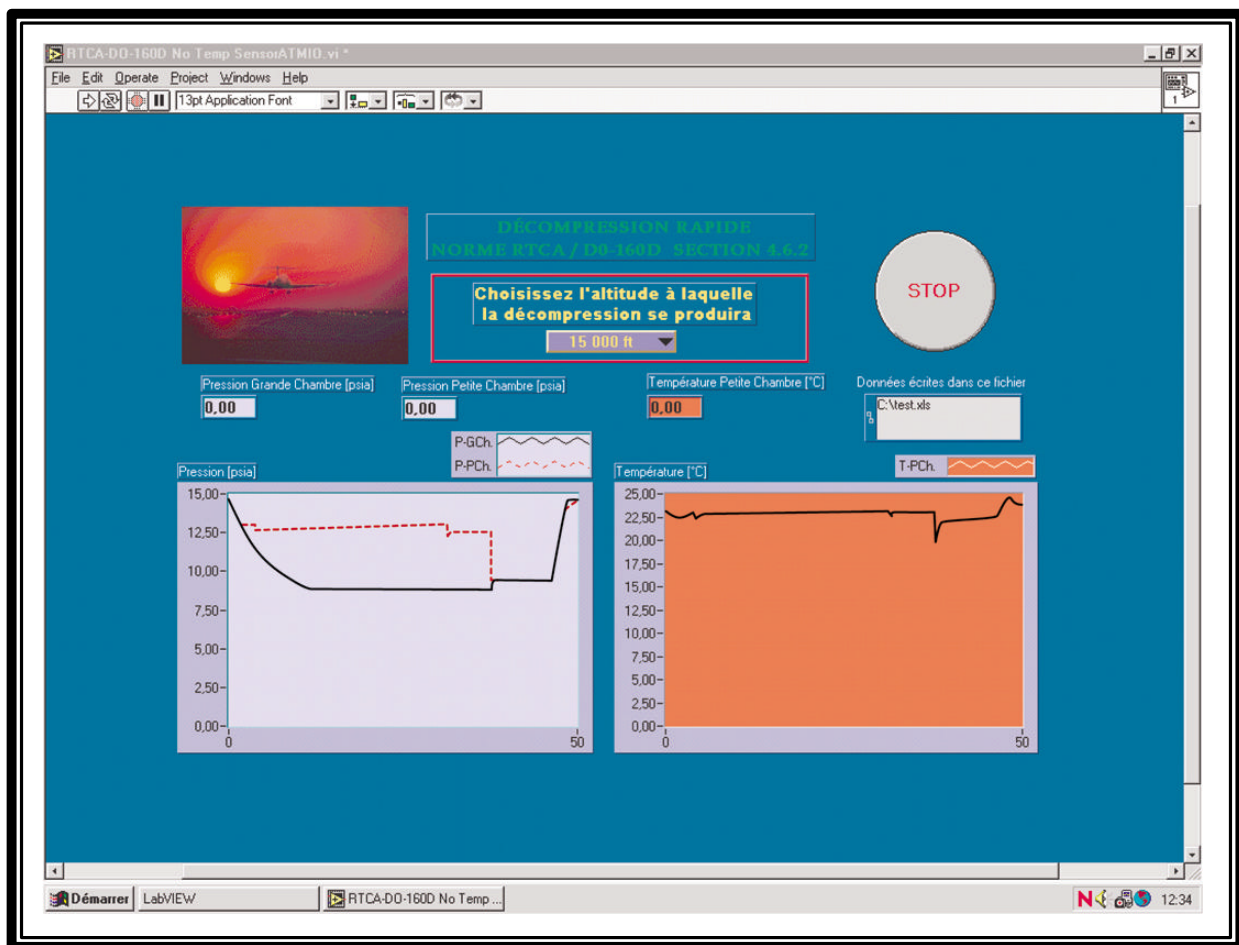 RTCA-DO-160D No Temp SensorATMIO.vi *
File Edit Operate Project Windows Help
13pt Application Font
1
DÉCOMPRESSION RAPIDE
NORME RTCA / D0-160D SECTION 4.6.2
Choisissez l'altitude à laquelle
la décompression se produira
15 000 ft
STOP
Pression Grande Chambre [psia]
0,00
Pression Petite Chambre [psia]
0,00
Température Petite Chambre [°C]
0,00
Données écrites dans ce fichier
C:\test.xls
P-GCh.
P-PCh.
Pression [psia]
15,00
12,50
10,00
7,50
5,00
2,50
0,00
0
50
T-PCh.
Température [°C]
25,00
22,50
20,00
17,50
15,00
12,50
10,00
7,50
5,00
2,50
0,00
0
50
Démarrer
LabVIEW
RTCA-DO-160D No Temp ...
N
12:34